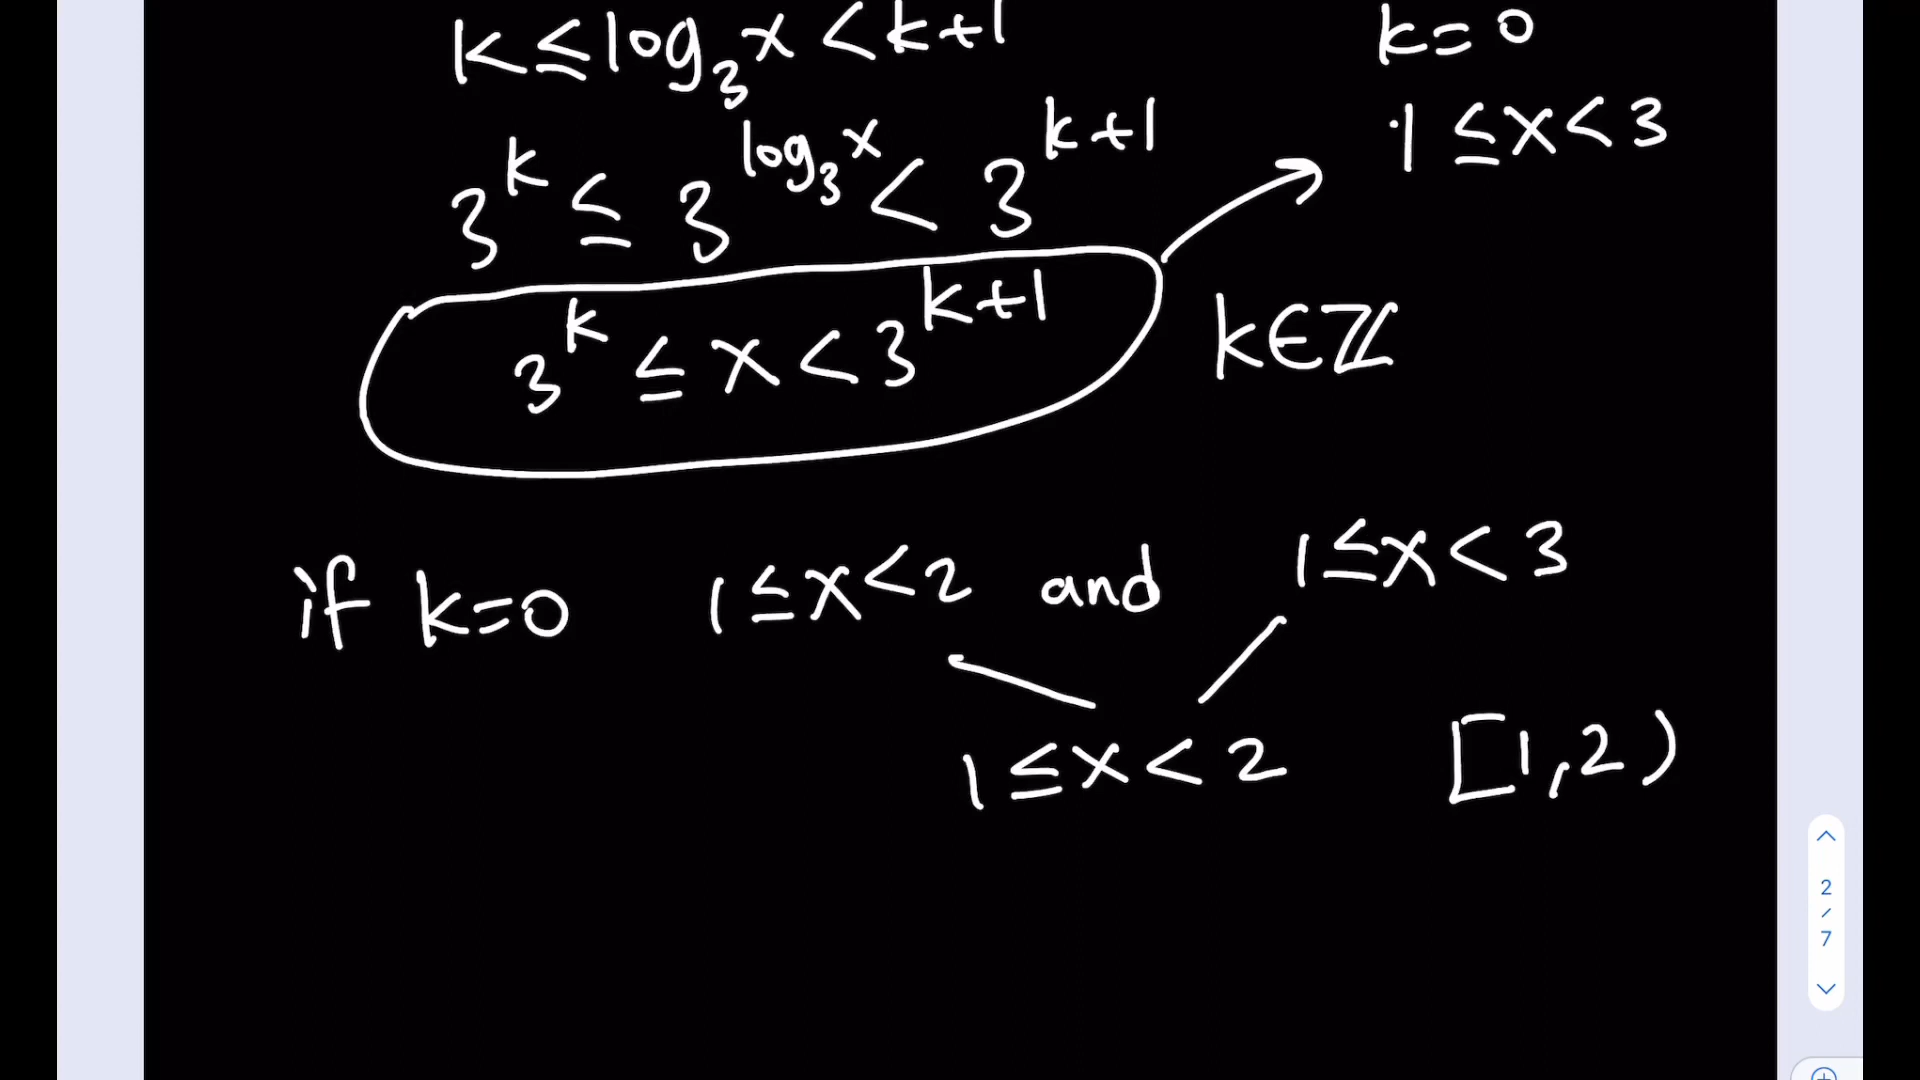 k ≤ log₃x < k+1
k = 0
1 ≤ x < 3
3^k ≤ 3^(log₃x) < 3^(k+1)
3^k ≤ x < 3^(k+1)
k∈ℤ
if k=0 1≤x<2 and 1≤x<3
1≤x<2 [1,2)
2
/
7